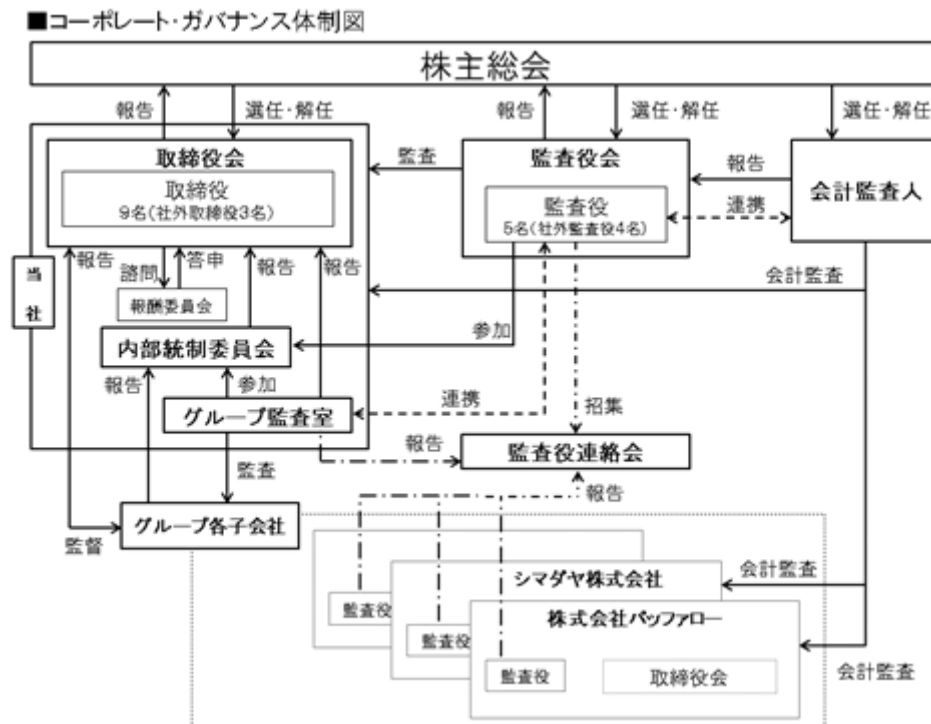 ■コーポレート・ガバナンス体制図
株主総会
報告
選任・解任
報告
選任・解任
選任・解任
取締役会
取締役
9名(社外取締役3名)
監査
監査役会
監査役
5名(社外監査役4名)
報告
連携
会計監査人
当社
報告
諮問
答申
報告
報告
報酬委員会
会計監査
内部統制委員会
参加
報告
参加
グループ監査室
連携
招集
報告
監査役連絡会
監査
報告
グループ各子会社
監督
シマダヤ株式会社
会計監査
監査役
監査役
株式会社バッファロー
監査役
取締役会
会計監査